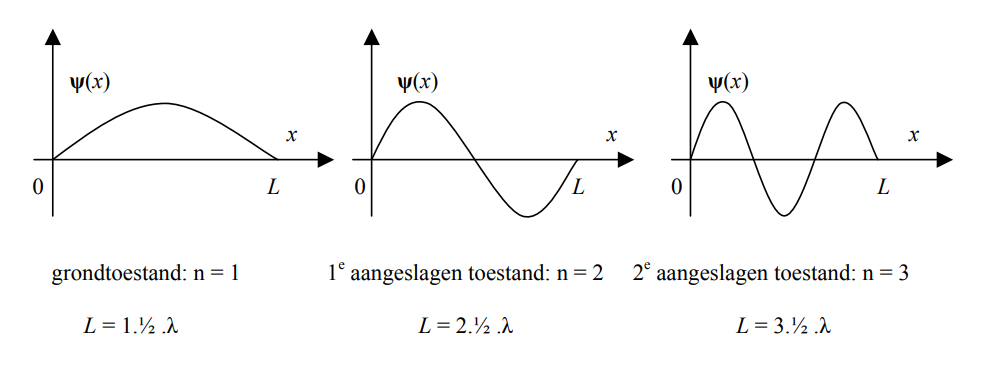 ψ(x) ψ(x) ψ(x)
x x x
0 L 0 L 0 L
grondtoestand: n = 1 1e aangeslagen toestand: n = 2 2e aangeslagen toestand: n = 3
L = 1.½ .λ L = 2.½ .λ L = 3.½ .λ